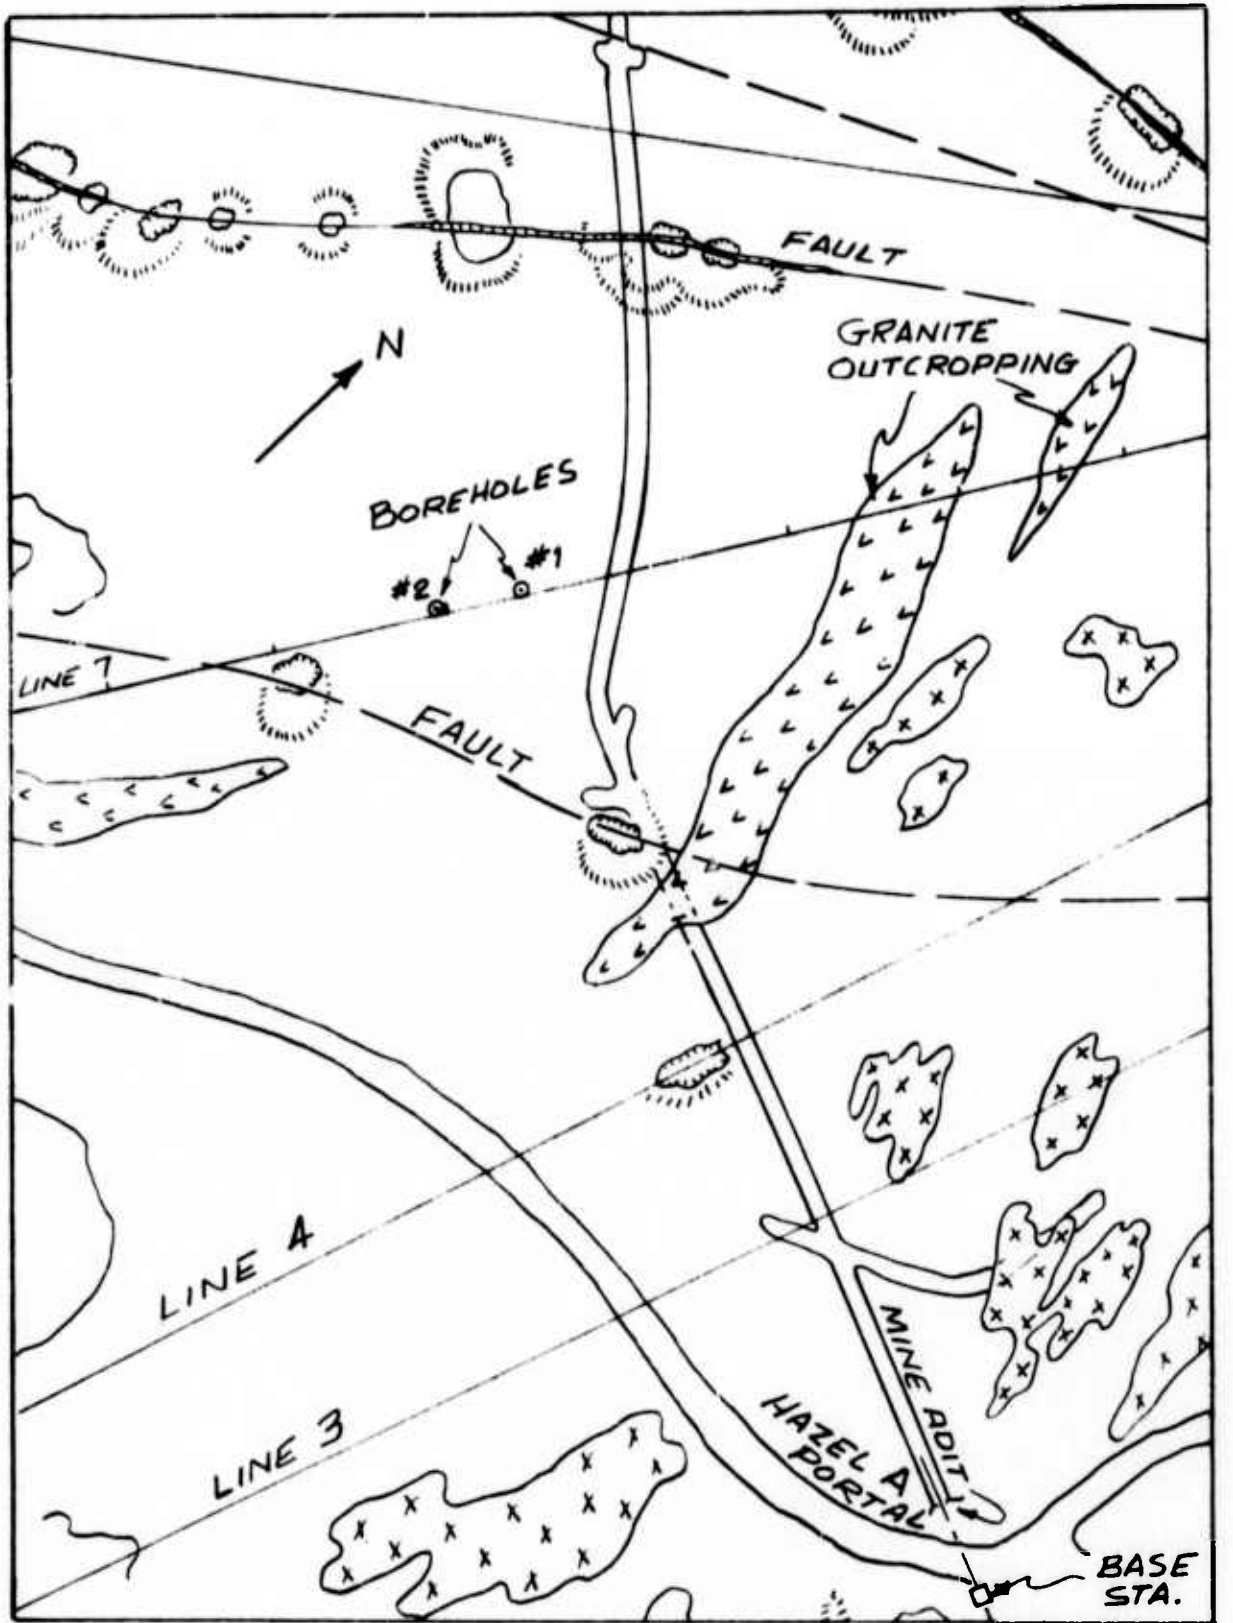 FAULT
N
GRANITE
OUTCROPPING
BOREHOLES
#1
#2
LINE 7
FAULT
LINE 4
LINE 3
MINE ADIT
HAZEL A
PORTAL
BASE
STA.